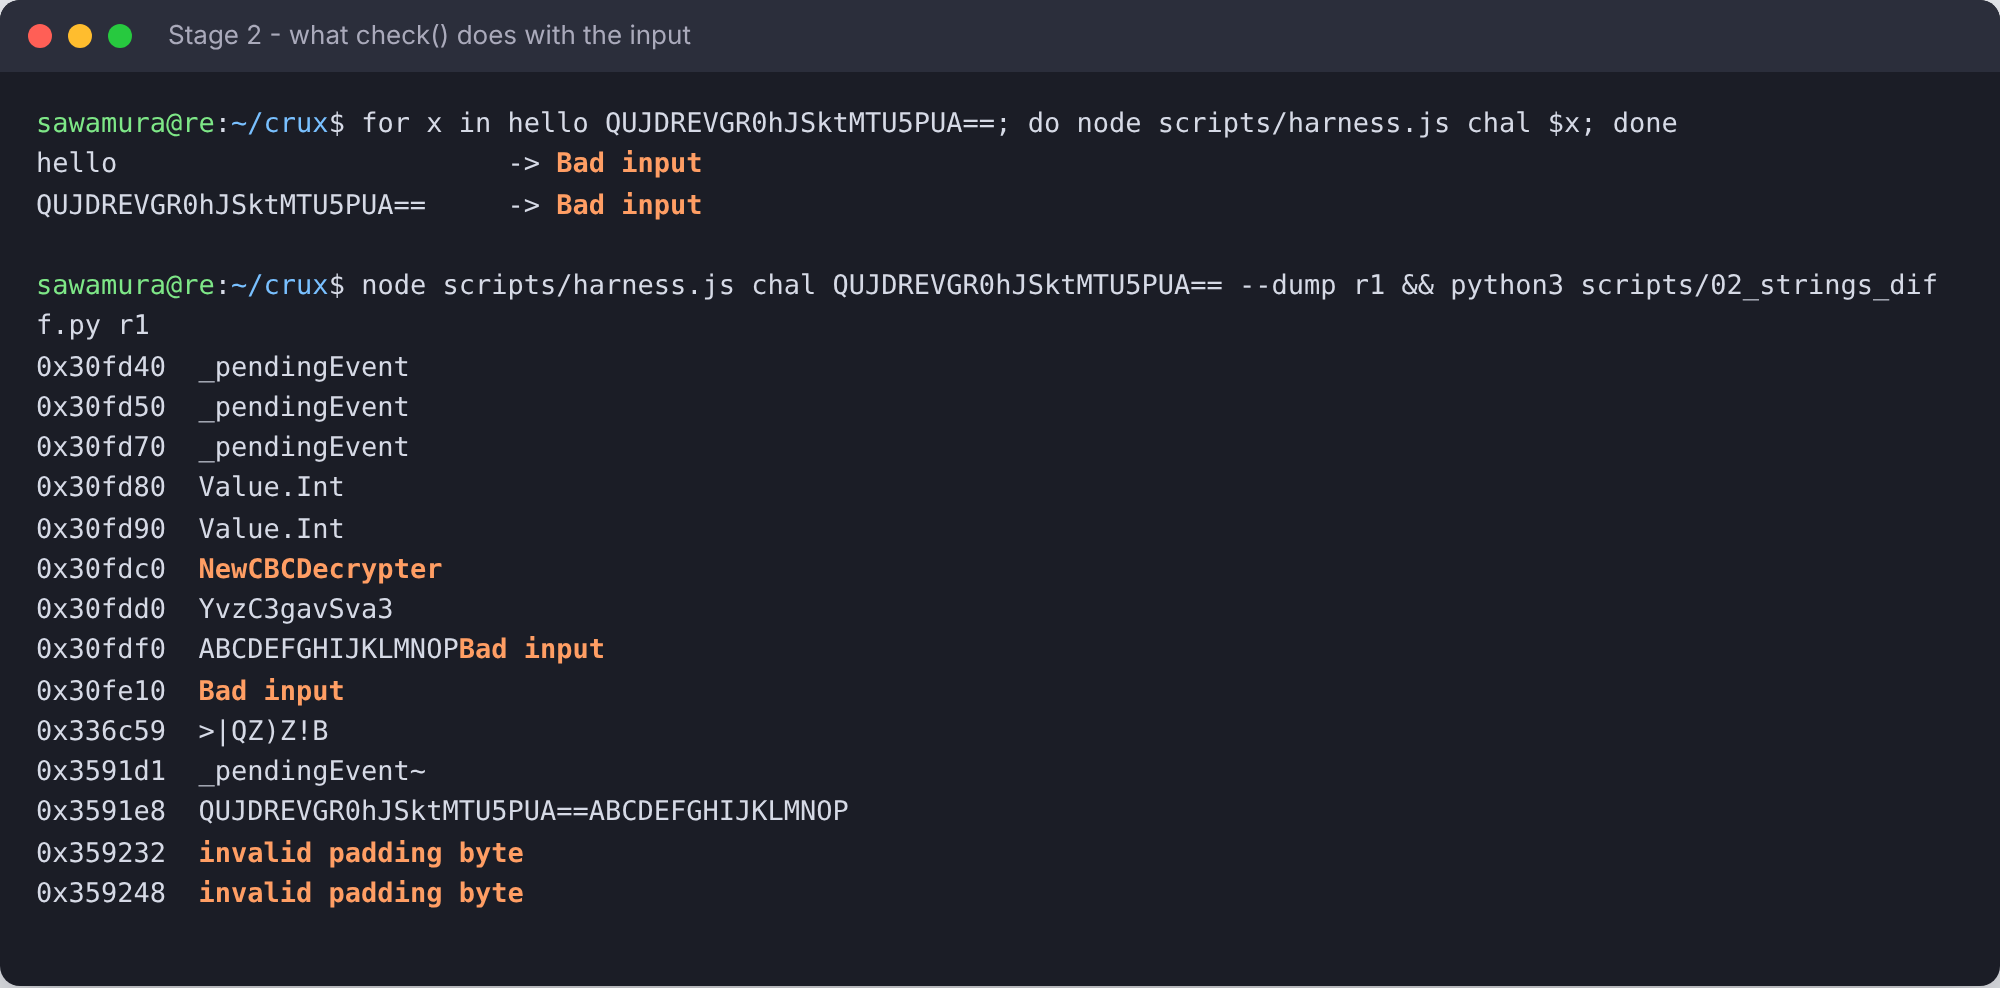 Stage 2 - what check() does with the input
sawamura@re:~/crux$ for x in hello QUJDREVGR0hJSktMTU5PUA==; do node scripts/harness.js chal $x; done
hello                        -> Bad input
QUJDREVGR0hJSktMTU5PUA==     -> Bad input
sawamura@re:~/crux$ node scripts/harness.js chal QUJDREVGR0hJSktMTU5PUA== --dump r1 && python3 scripts/02_strings_dif
f.py r1
0x30fd40  _pendingEvent
0x30fd50  _pendingEvent
0x30fd70  _pendingEvent
0x30fd80  Value.Int
0x30fd90  Value.Int
0x30fdc0  NewCBCDecrypter
0x30fdd0  YvzC3gavSva3
0x30fdf0  ABCDEFGHIJKLMNOPBad input
0x30fe10  Bad input
0x336c59  >|QZ)Z!B
0x3591d1  _pendingEvent~
0x3591e8  QUJDREVGR0hJSktMTU5PUA==ABCDEFGHIJKLMNOP
0x359232  invalid padding byte
0x359248  invalid padding byte